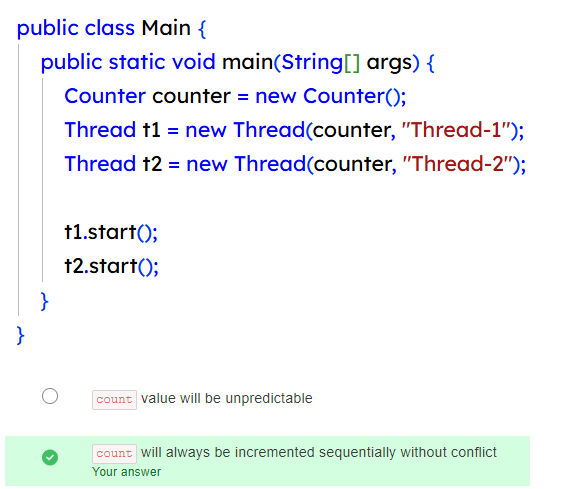 public class Main {
public static void main(String[] args) {
Counter counter = new Counter();
Thread t1 = new Thread(counter, "Thread-1");
Thread t2 = new Thread(counter, "Thread-2");
t1.start();
t2.start();
}
}
count value will be unpredictable
count will always be incremented sequentially without conflict
Your answer